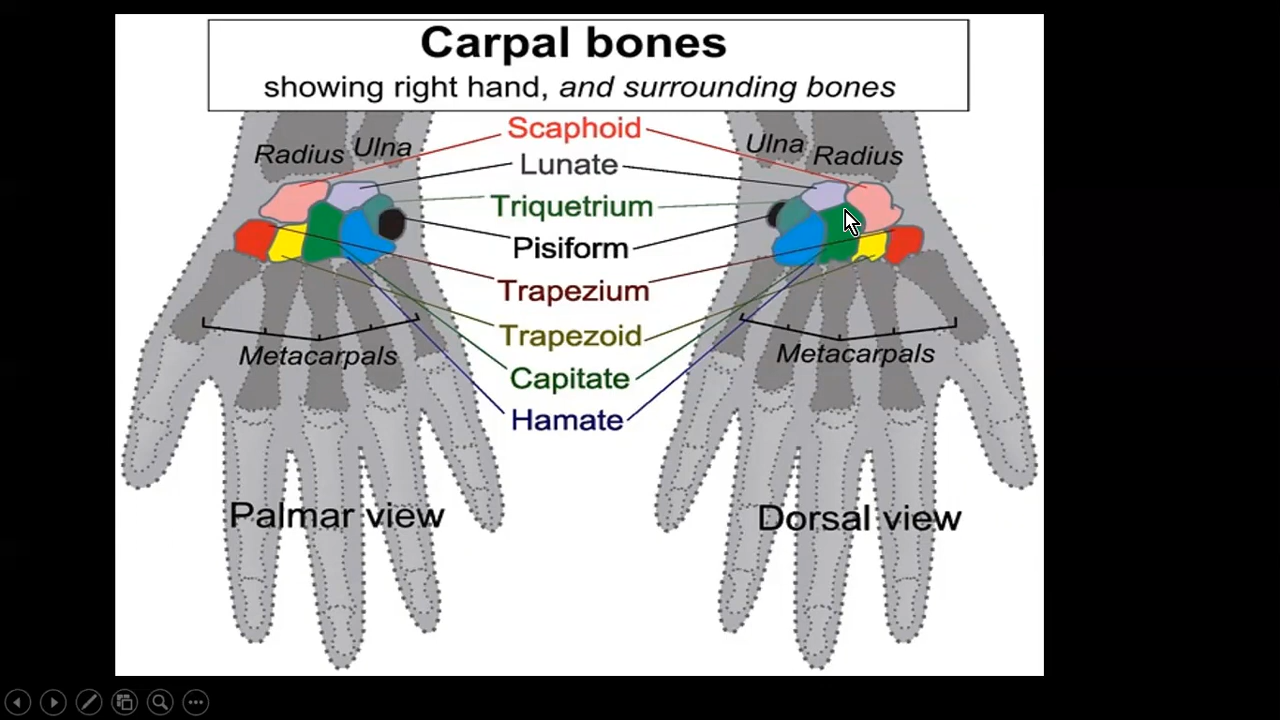 Carpal bones
showing right hand, and surrounding bones
Radius
Ulna
Scaphoid
Lunate
Triquetrium
Pisiform
Trapezium
Trapezoid
Capitate
Hamate
Ulna
Radius
Metacarpals
Metacarpals
Palmar view
Dorsal view